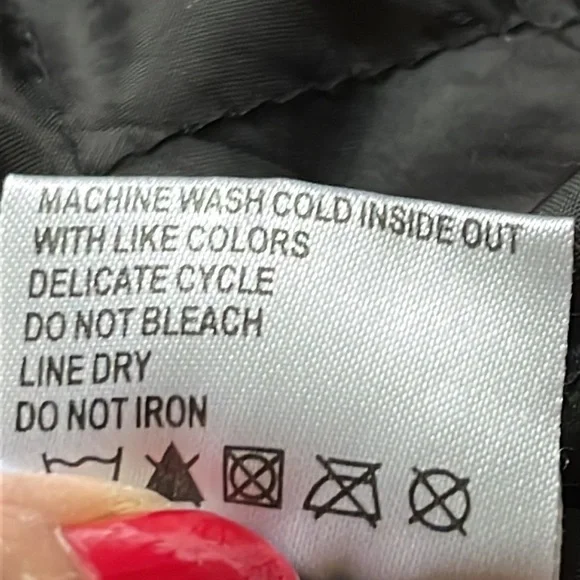 MACHINE WASH COLD INSIDE OUT
WITH LIKE COLORS
DELICATE CYCLE
DO NOT BLEACH
LINE DRY
DO NOT IRON